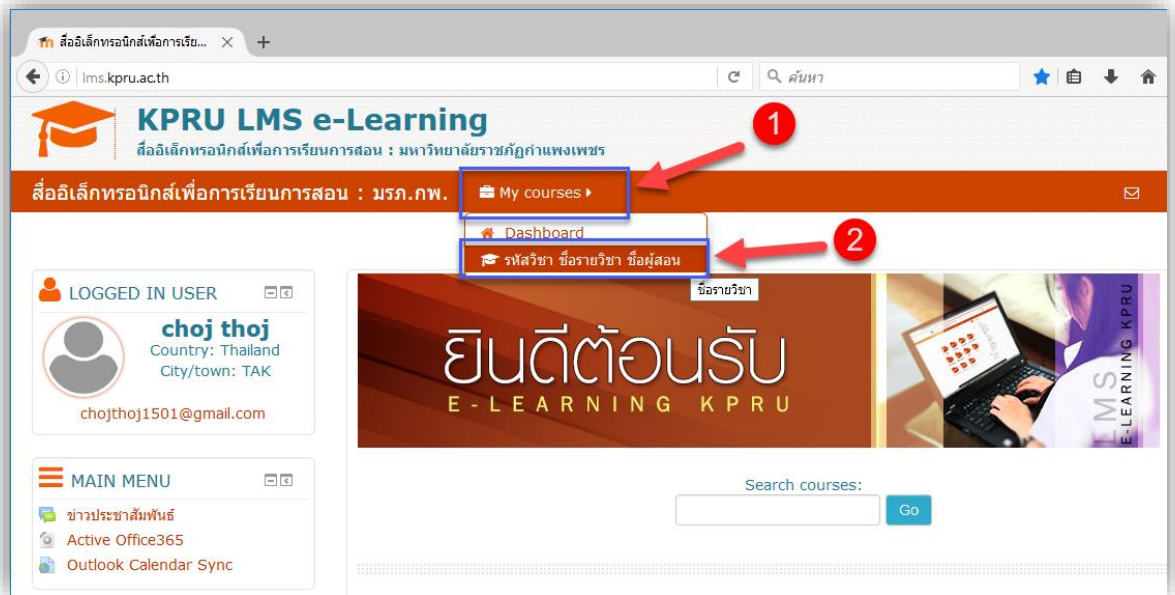 สื่ออิเล็กทรอนิกส์เพื่อการเรีย...
lms.kpru.ac.th
ค้นหา
KPRU LMS e-Learning
สื่ออิเล็กทรอนิกส์เพื่อการเรียนการสอน : มหาวิทยาลัยราชภัฏกำแพงเพชร
1
สื่ออิเล็กทรอนิกส์เพื่อการเรียนการสอน : มรภ.กพ.
My courses
Dashboard
2
รหัสวิชา ชื่อรายวิชา ชื่อผู้สอน
ชื่อรายวิชา
LOGGED IN USER
choj thoj
Country: Thailand
City/town: TAK
chojthoj1501@gmail.com
ยินดีต้อนรับ
E-LEARNING KPRU
LMS
E-LEARNING KPRU
MAIN MENU
ข่าวประชาสัมพันธ์
Active Office365
Outlook Calendar Sync
Search courses:
Go